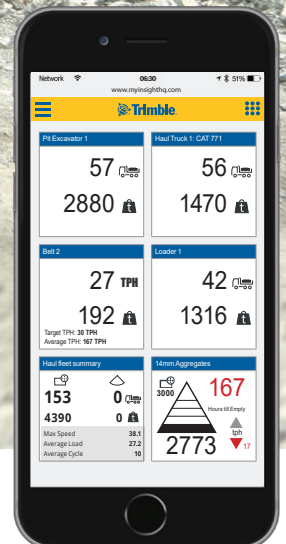 Network 06:30 51%
www.myinsighthq.com
Trimble.
Pit Excavator 1
57
2880 t
Haul Truck 1: CAT 771
56
1470 t
Belt 2
27 TPH
192 t
Target TPH: 30 TPH
Average TPH: 167 TPH
Loader 1
42
1316 t
Haul fleet summary
153 0
4390 0 t
Max Speed 38.1
Average Load 27.2
Average Cycle 10
14mm Aggregates
3000 167
Hours till Empty
tph
2773 17